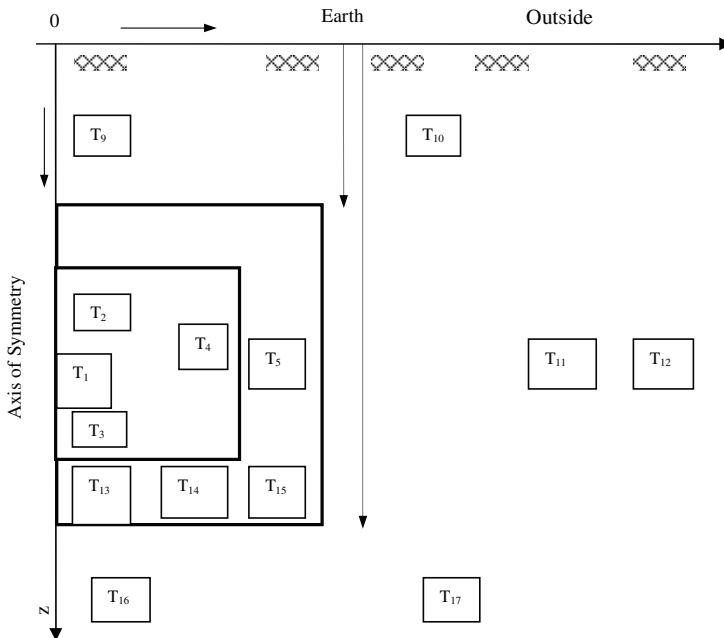 0 Earth Outside
T9 T10
T2
T4
T5 T11 T12
T1
T3
T13 T14 T15
T16 T17
Axis of Symmetry
z